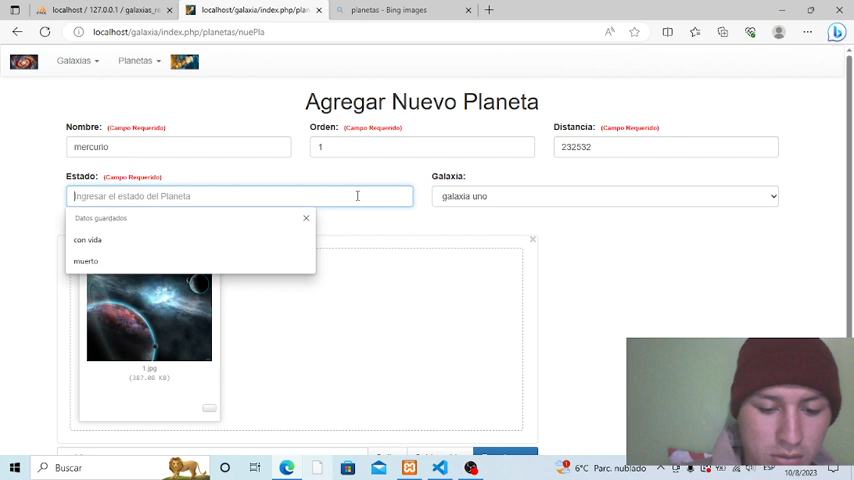 localhost / 127.0.0.1 / galaxias_re
localhost/galaxia/index.php/plan
planetas - Bing images
localhost/galaxia/index.php/planetas/nuePla
Galaxias
Planetas
Agregar Nuevo Planeta
Nombre: (Campo Requerido)
Orden: (Campo Requerido)
Distancia: (Campo Requerido)
mercurio
1
232532
Estado: (Campo Requerido)
Galaxia:
Ingresar el estado del Planeta
galaxia uno
Datos guardados
con vida
muerto
1.jpg
(387.08 KB)
Buscar
6°C Parc. nublado
ESP
10/8/2023